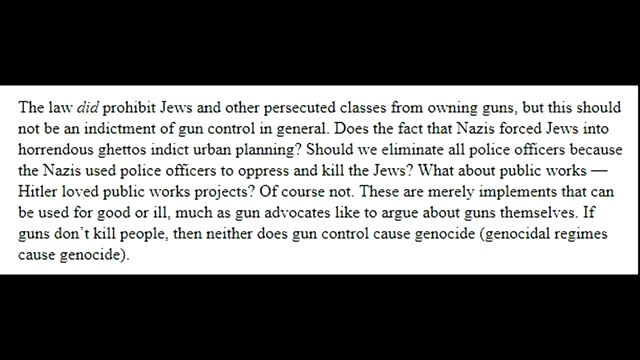 The law did prohibit Jews and other persecuted classes from owning guns, but this should
not be an indictment of gun control in general. Does the fact that Nazis forced Jews into
horrendous ghettos indict urban planning? Should we eliminate all police officers because
the Nazis used police officers to oppress and kill the Jews? What about public works —
Hitler loved public works projects? Of course not. These are merely implements that can
be used for good or ill, much as gun advocates like to argue about guns themselves. If
guns don't kill people, then neither does gun control cause genocide (genocidal regimes
cause genocide).